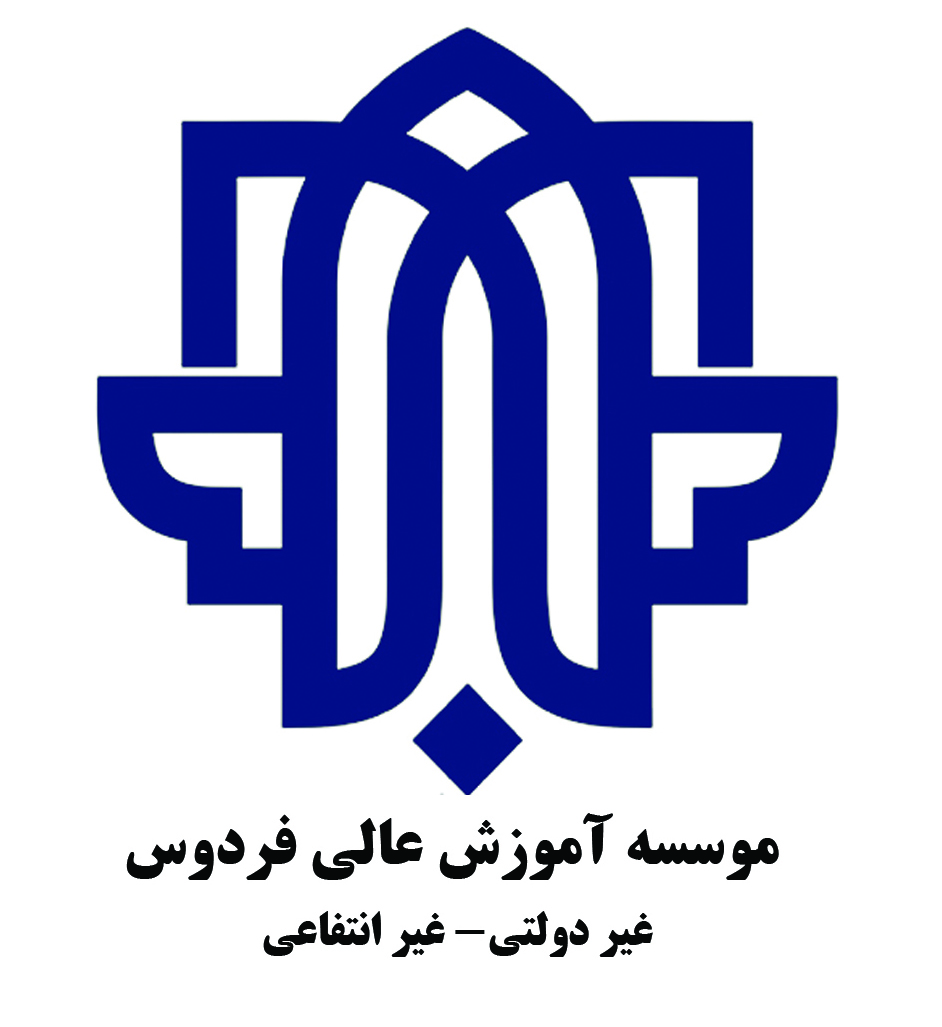 موسسه آموزش عالی فردوس
غیر دولتی- غیر انتفاعی